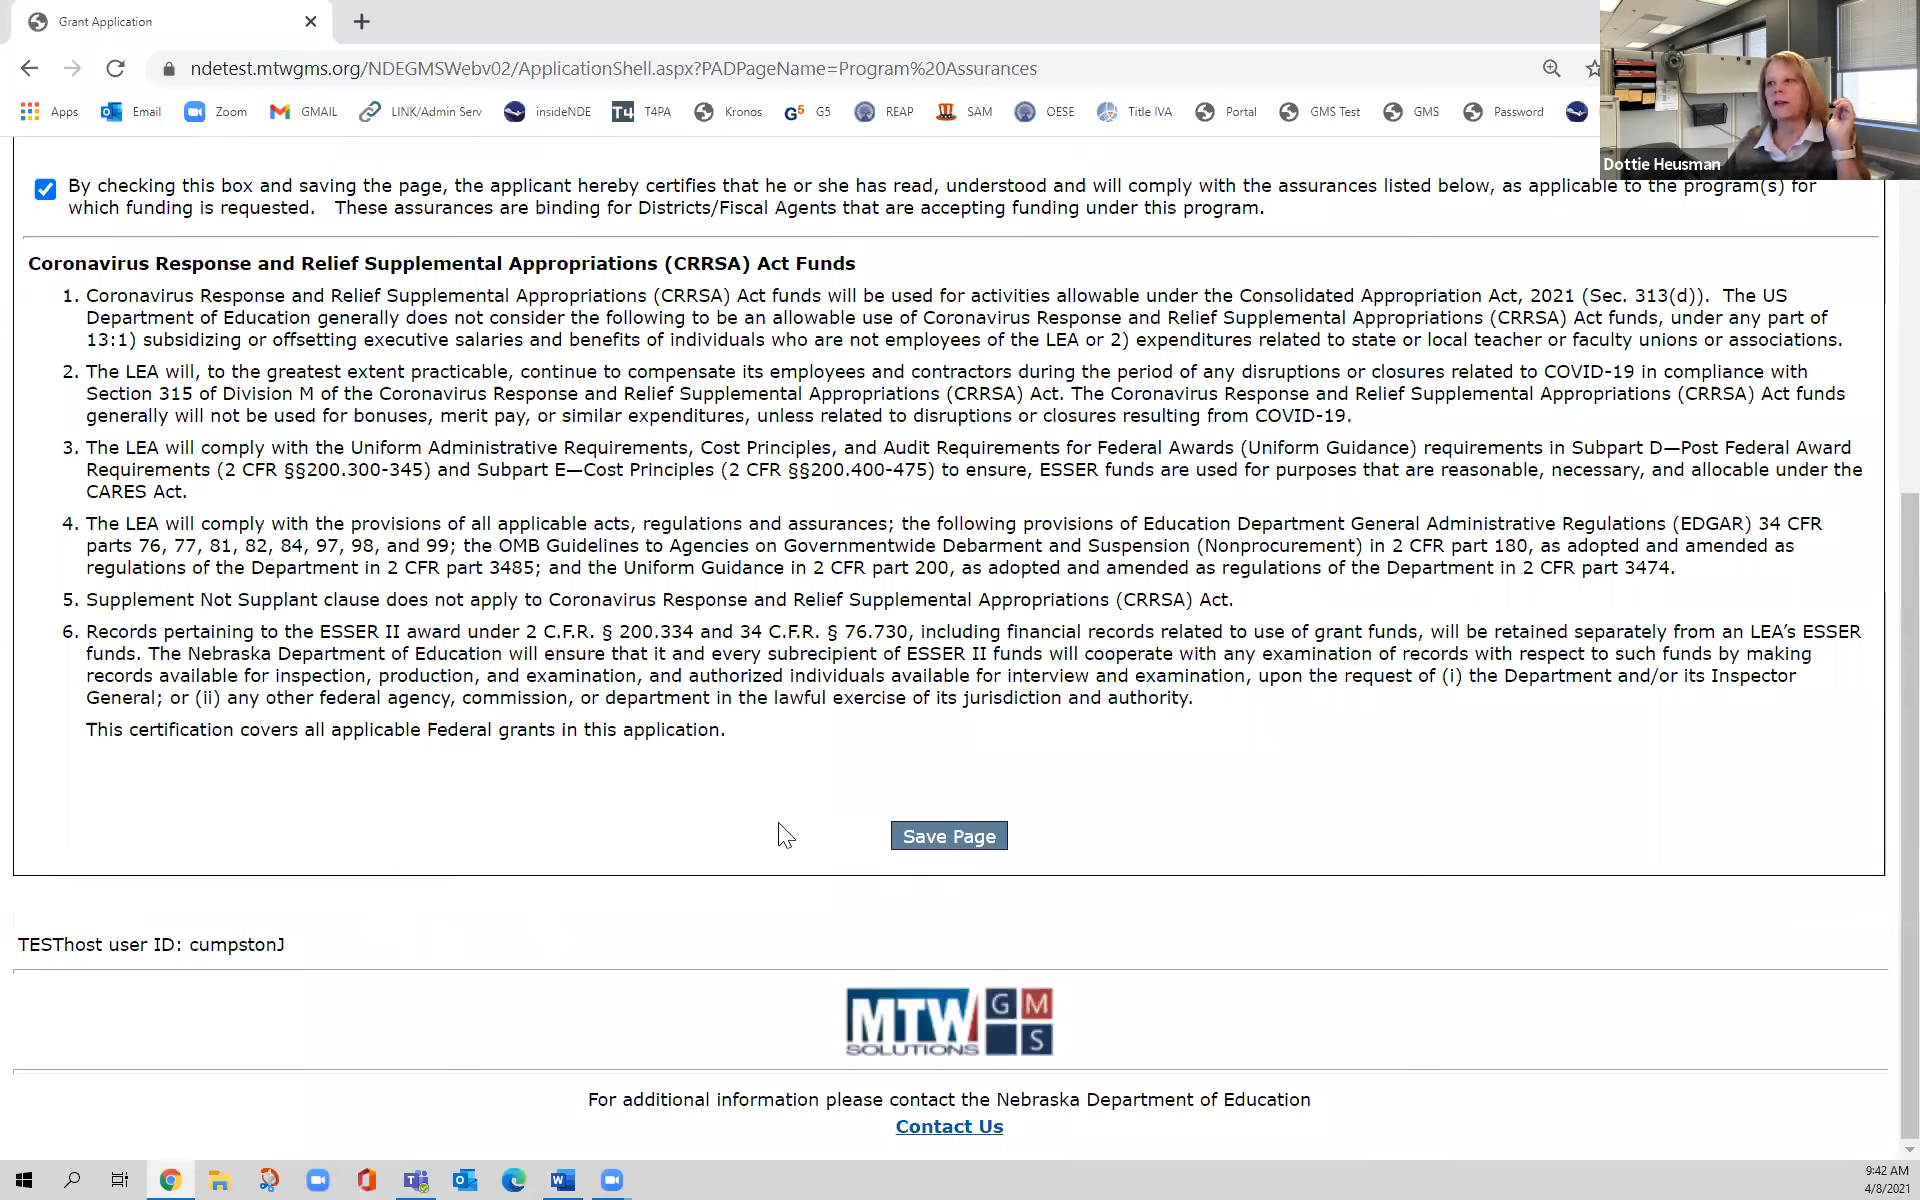 Grant Application
ndetest.mtwgms.org/NDEGMSWebv02/ApplicationShell.aspx?PADPageName=Program%20Assurances
Apps Email Zoom GMAIL LINK/Admin Serv insideNDE T4 T4PA Kronos G5 G5 REAP SAM OESE Title IVA Portal GMS Test GMS Password
Dottie Heusman
By checking this box and saving the page, the applicant hereby certifies that he or she has read, understood and will comply with the assurances listed below, as applicable to the program(s) for
which funding is requested. These assurances are binding for Districts/Fiscal Agents that are accepting funding under this program.
Coronavirus Response and Relief Supplemental Appropriations (CRRSA) Act Funds
1. Coronavirus Response and Relief Supplemental Appropriations (CRRSA) Act funds will be used for activities allowable under the Consolidated Appropriation Act, 2021 (Sec. 313(d)). The US
Department of Education generally does not consider the following to be an allowable use of Coronavirus Response and Relief Supplemental Appropriations (CRRSA) Act funds, under any part of
13:1) subsidizing or offsetting executive salaries and benefits of individuals who are not employees of the LEA or 2) expenditures related to state or local teacher or faculty unions or associations.
2. The LEA will, to the greatest extent practicable, continue to compensate its employees and contractors during the period of any disruptions or closures related to COVID-19 in compliance with
Section 315 of Division M of the Coronavirus Response and Relief Supplemental Appropriations (CRRSA) Act. The Coronavirus Response and Relief Supplemental Appropriations (CRRSA) Act funds
generally will not be used for bonuses, merit pay, or similar expenditures, unless related to disruptions or closures resulting from COVID-19.
3. The LEA will comply with the Uniform Administrative Requirements, Cost Principles, and Audit Requirements for Federal Awards (Uniform Guidance) requirements in Subpart D—Post Federal Award
Requirements (2 CFR §§200.300-345) and Subpart E—Cost Principles (2 CFR §§200.400-475) to ensure, ESSER funds are used for purposes that are reasonable, necessary, and allocable under the
CARES Act.
4. The LEA will comply with the provisions of all applicable acts, regulations and assurances; the following provisions of Education Department General Administrative Regulations (EDGAR) 34 CFR
parts 76, 77, 81, 82, 84, 97, 98, and 99; the OMB Guidelines to Agencies on Governmentwide Debarment and Suspension (Nonprocurement) in 2 CFR part 180, as adopted and amended as
regulations of the Department in 2 CFR part 3485; and the Uniform Guidance in 2 CFR part 200, as adopted and amended as regulations of the Department in 2 CFR part 3474.
5. Supplement Not Supplant clause does not apply to Coronavirus Response and Relief Supplemental Appropriations (CRRSA) Act.
6. Records pertaining to the ESSER II award under 2 C.F.R. § 200.334 and 34 C.F.R. § 76.730, including financial records related to use of grant funds, will be retained separately from an LEA’s ESSER
funds. The Nebraska Department of Education will ensure that it and every subrecipient of ESSER II funds will cooperate with any examination of records with respect to such funds by making
records available for inspection, production, and examination, and authorized individuals available for interview and examination, upon the request of (i) the Department and/or its Inspector
General; or (ii) any other federal agency, commission, or department in the lawful exercise of its jurisdiction and authority.
This certification covers all applicable Federal grants in this application.
Save Page
TESThost user ID: cumpstonJ
MTW GM
SOLUTIONS S
For additional information please contact the Nebraska Department of Education
Contact Us
9:42 AM
4/8/2021